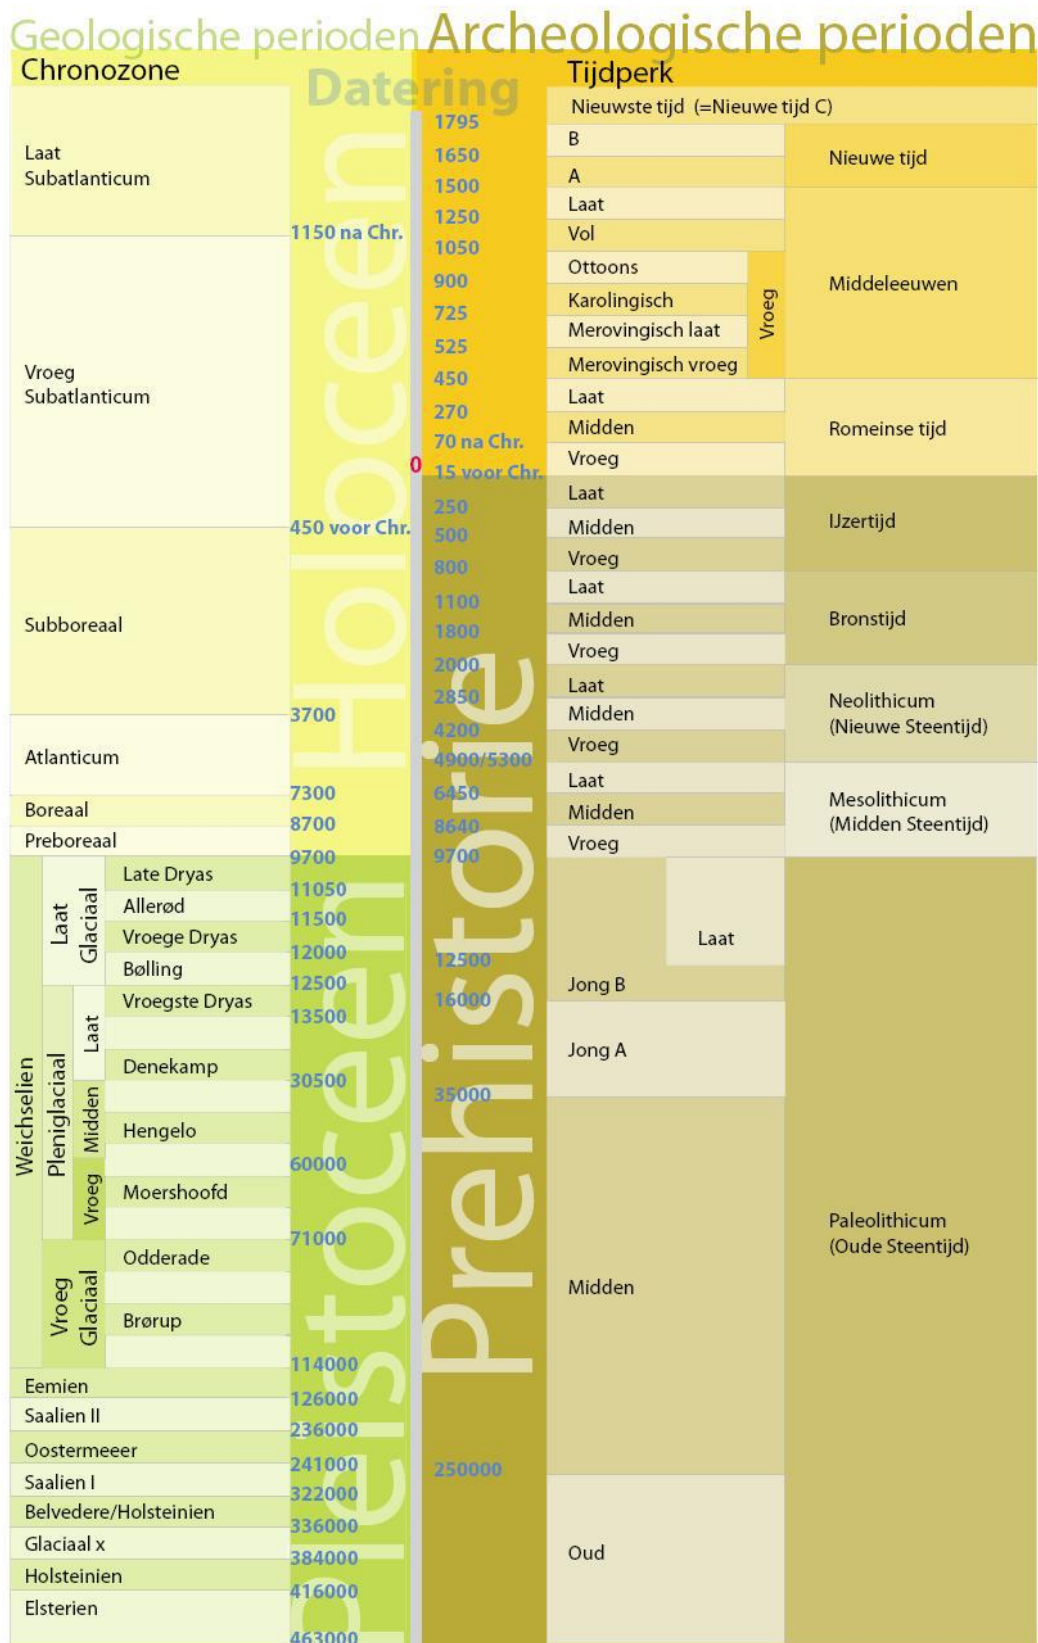 Geologische perioden
Archeologische perioden
Chronozone
Datering
Tijdperk
Holoceen
Pleistoceen
Prehistorie
Laat
Subatlanticum
1150 na Chr.
Vroeg
Subatlanticum
450 voor Chr.
Subboreaal
3700
Atlanticum
7300
Boreaal
8700
Preboreaal
9700
Weichselien
Laat
Glaciaal
Late Dryas
11050
Allerød
11500
Vroege Dryas
12000
Bølling
12500
Pleniglaciaal
Laat
Vroegste Dryas
13500
Denekamp
30500
Midden
Hengelo
60000
Vroeg
Moershoofd
71000
Vroeg
Glaciaal
Odderade
Brørup
114000
Eemien
126000
Saalien II
236000
Oostermeeer
241000
Saalien I
322000
Belvedere/Holsteinien
336000
Glaciaal x
384000
Holsteinien
416000
Elsterien
463000
0
Nieuwste tijd (=Nieuwe tijd C)
1795
B
1650
A
1500
Nieuwe tijd
Laat
1250
Vol
1050
Ottoons
900
Karolingisch
725
Merovingisch laat
525
Merovingisch vroeg
450
Vroeg
Middeleeuwen
Laat
270
Midden
70 na Chr.
Vroeg
15 voor Chr.
Romeinse tijd
Laat
250
Midden
500
Vroeg
800
IJzertijd
Laat
1100
Midden
1800
Vroeg
2000
Bronstijd
Laat
2850
Midden
4200
Vroeg
4900/5300
Neolithicum
(Nieuwe Steentijd)
Laat
6450
Midden
8640
Vroeg
9700
Mesolithicum
(Midden Steentijd)
Laat
12500
Jong B
16000
Jong A
35000
Midden
250000
Oud
Paleolithicum
(Oude Steentijd)